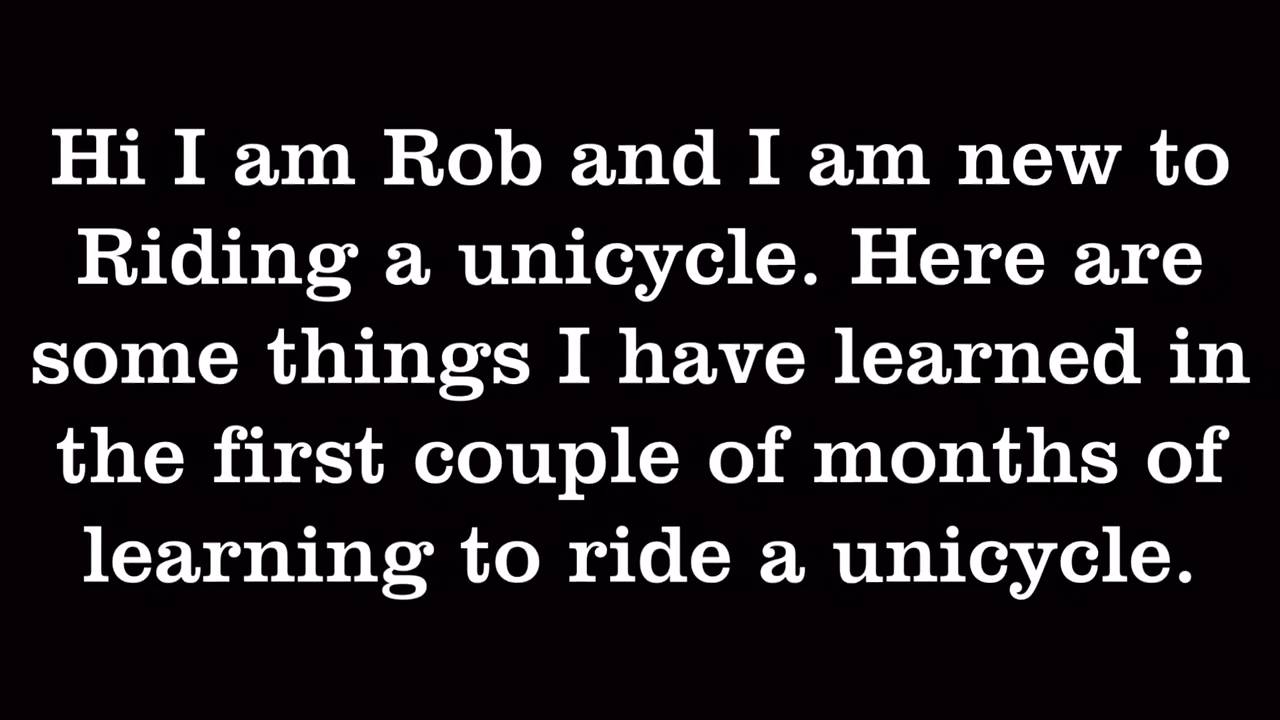 Hi I am Rob and I am new to
Riding a unicycle. Here are
some things I have learned in
the first couple of months of
learning to ride a unicycle.